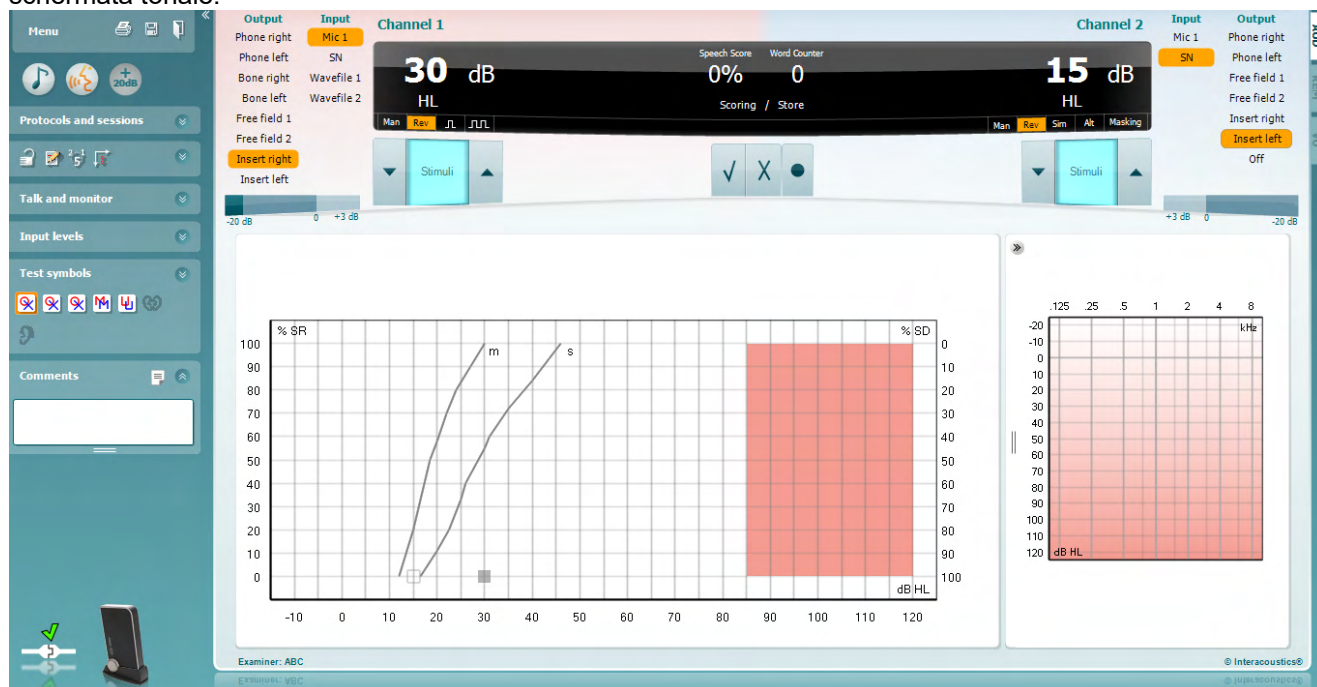 schermata tonale.
Menu
Output Input Channel 1 Channel 2 Input Output
Phone right Mic 1 Mic 1 Phone right
Phone left SN SN Phone left
Bone right Wavefile 1 Free field 1
Bone left Wavefile 2 Free field 2
Free field 1 Insert right
Free field 2 Insert left
Insert right Off
Insert left
30 dB
HL
Man Rev
Speech Score Word Counter
0% 0
Scoring / Store
15 dB
HL
Man Rev Sim Alt Masking
Stimuli
Stimuli
-20 dB 0 +3 dB
+3 dB 0 -20 dB
+20dB
Protocols and sessions
Talk and monitor
Input levels
Test symbols
Comments
% SR % SD
m s
100 0
90 10
80 20
70 30
60 40
50 50
40 60
30 70
20 80
10 90
0 100
dB HL
-10 0 10 20 30 40 50 60 70 80 90 100 110 120
.125 .25 .5 1 2 4 8
kHz
-20
-10
0
10
20
30
40
50
60
70
80
90
100
110
120
dB HL
AUD
Examiner: ABC
© Interacoustics®